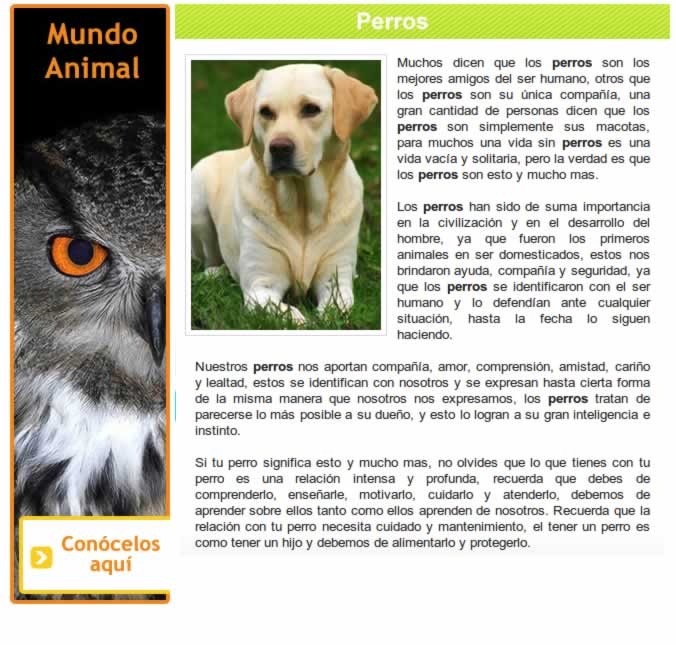 Mundo
Animal
Conócelos
aquí
Perros
Muchos dicen que los perros son los
mejores amigos del ser humano, otros que
los perros son su única compañía, una
gran cantidad de personas dicen que los
perros son simplemente sus macotas,
para muchos una vida sin perros es una
vida vacía y solitaria, pero la verdad es que
los perros son esto y mucho mas.
Los perros han sido de suma importancia
en la civilización y en el desarrollo del
hombre, ya que fueron los primeros
animales en ser domesticados, estos nos
brindaron ayuda, compañía y seguridad, ya
que los perros se identificaron con el ser
humano y lo defendían ante cualquier
situación, hasta la fecha lo siguen
haciendo.
Nuestros perros nos aportan compañía, amor, comprensión, amistad, cariño
y lealtad, estos se identifican con nosotros y se expresan hasta cierta forma
de la misma manera que nosotros nos expresamos, los perros tratan de
parecerse lo más posible a su dueño, y esto lo logran a su gran inteligencia e
instinto.
Si tu perro significa esto y mucho mas, no olvides que lo que tienes con tu
perro es una relación intensa y profunda, recuerda que debes de
comprenderlo, enseñarle, motivarlo, cuidarlo y atenderlo, debemos de
aprender sobre ellos tanto como ellos aprenden de nosotros. Recuerda que la
relación con tu perro necesita cuidado y mantenimiento, el tener un perro es
como tener un hijo y debemos de alimentarlo y protegerlo.